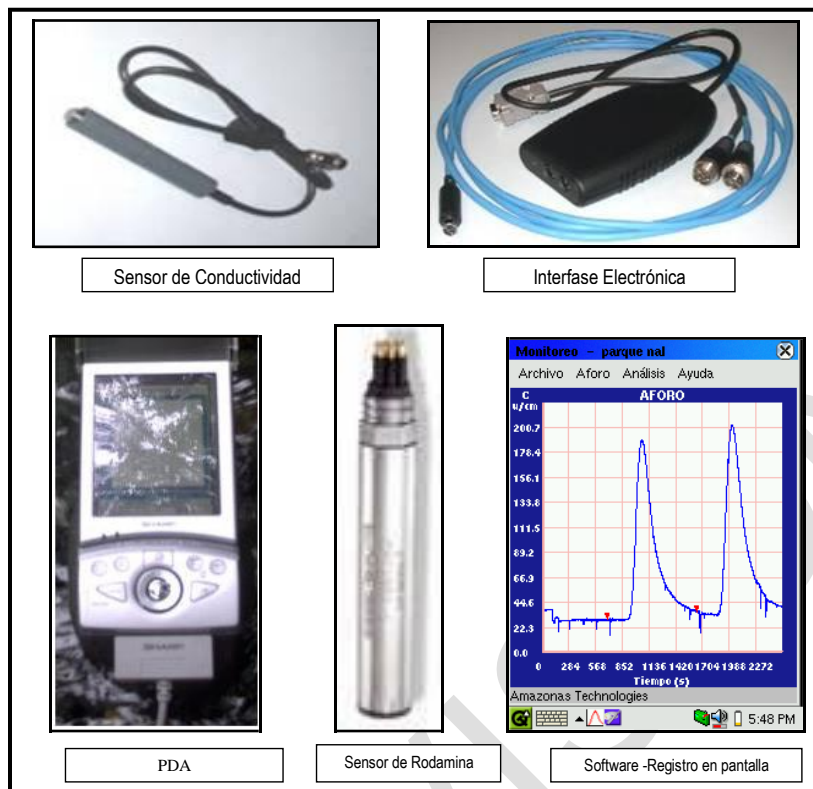 Sensor de Conductividad
Interfase Electrónica
SHARP
SHARP
Monitoreo - parque nal
Archivo Aforo Análisis Ayuda
C AFORO
u/cm
200.7
178.4
156.1
133.8
111.5
89.2
66.9
44.6
22.3
0.0
0 284 568 852 1136 1420 1704 1988 2272
Tiempo (s)
Amazonas Technologies
5:48 PM
PDA
Sensor de Rodamina
Software -Registro en pantalla